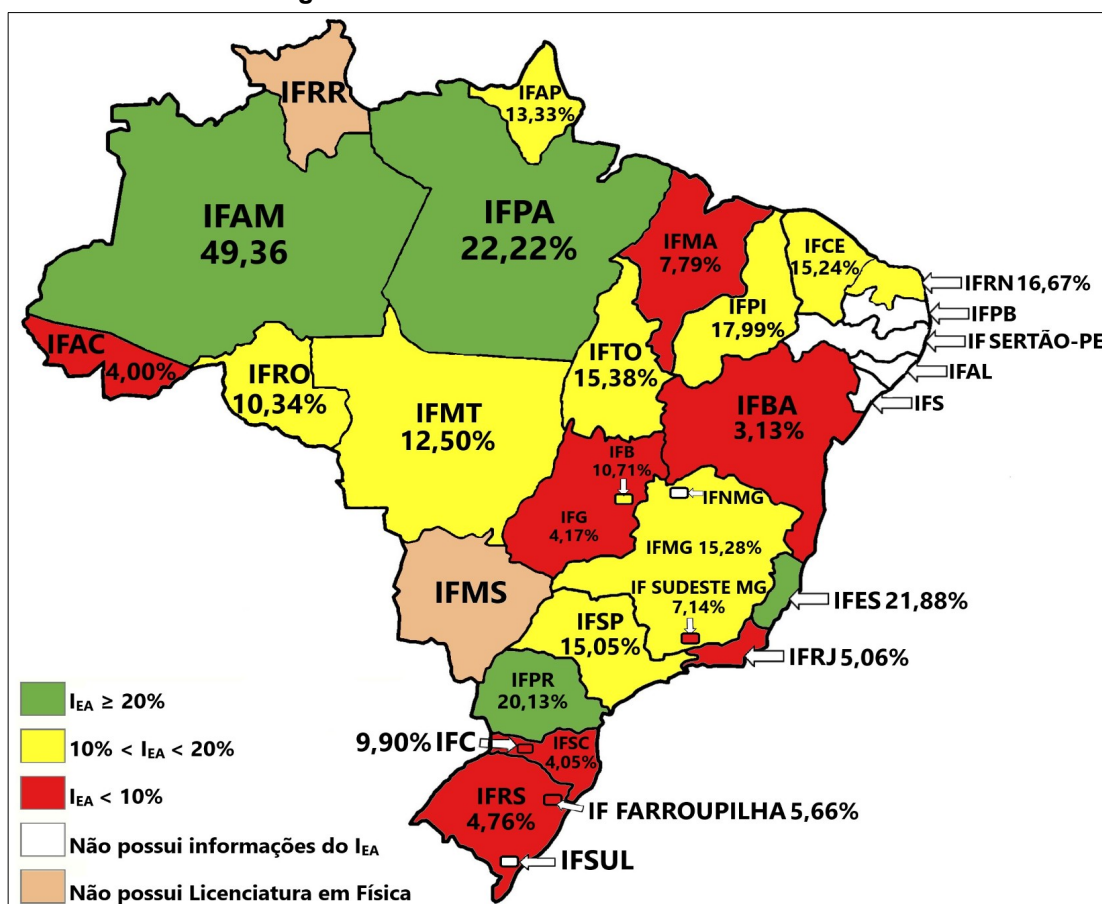 IFRR
IFAP
13,33%
IFAM
49,36
IFPA
22,22%
IFMA
7,79%
IFCE
15,24%
IFRN 16,67%
IFPB
IFPI
17,99%
IF SERTÃO-PE
IFAL
IFS
IFAC
4,00%
IFRO
10,34%
IFTO
15,38%
IFMT
12,50%
IFBA
3,13%
IFB
10,71%
IFNMG
IFG
4,17%
IFMG 15,28%
IFMS
IF SUDESTE MG
7,14%
IFES 21,88%
IFSP
15,05%
IFRJ 5,06%
IFPR
20,13%
9,90% IFC
IFSC
4,05%
IFRS
4,76%
IF FARROUPILHA 5,66%
IFSUL
IEA ≥ 20%
10% < IEA < 20%
IEA < 10%
Não possui informações do IEA
Não possui Licenciatura em Física